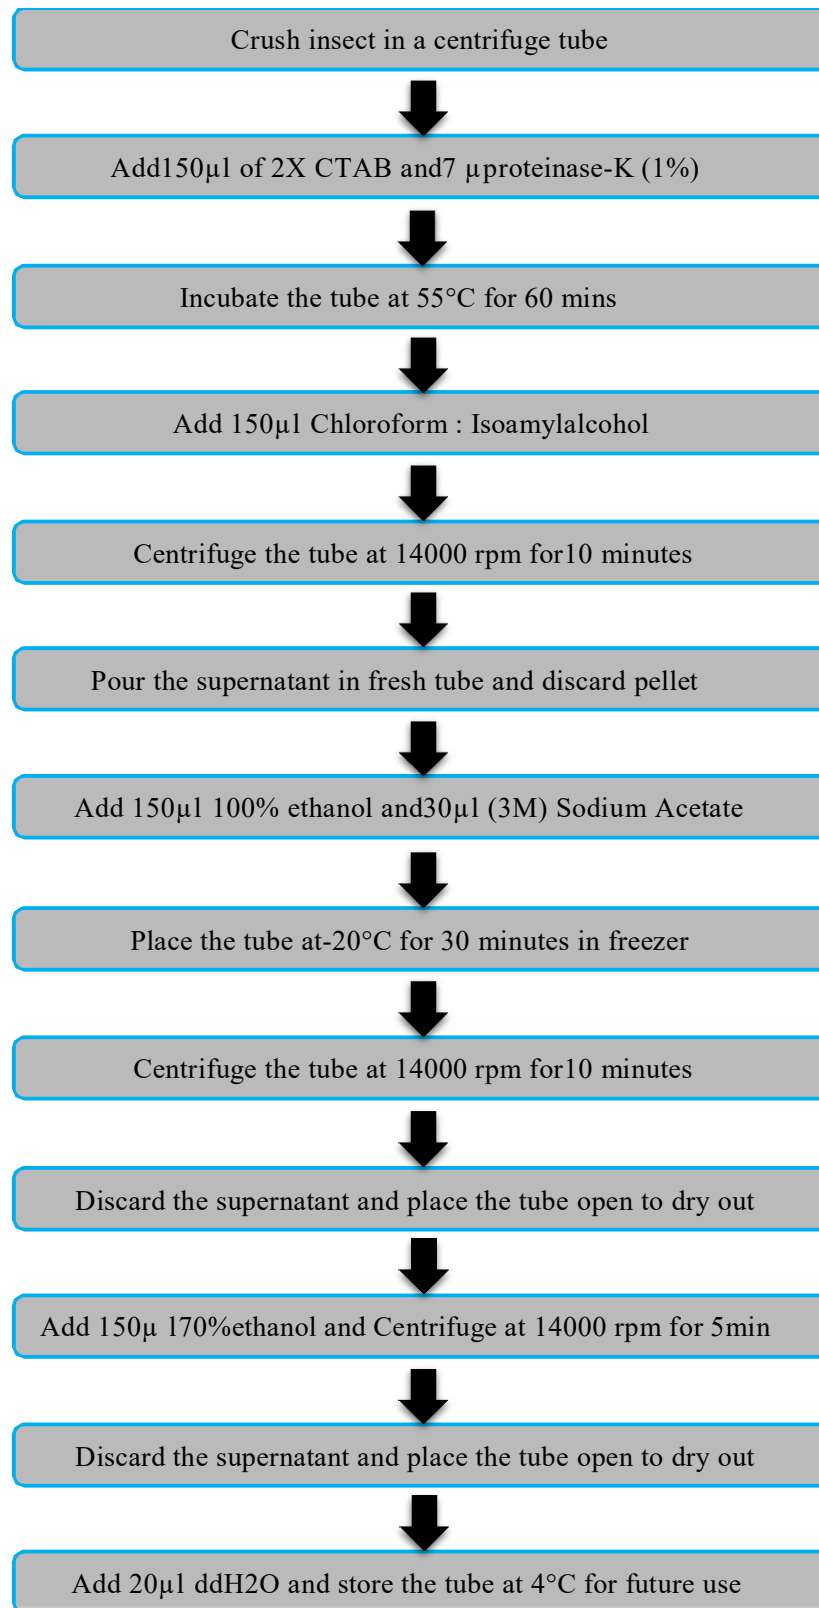 Crush insect in a centrifuge tube
Add150µl of 2X CTAB and7 µproteinase-K (1%)
Incubate the tube at 55°C for 60 mins
Add 150µl Chloroform : Isoamylalcohol
Centrifuge the tube at 14000 rpm for10 minutes
Pour the supernatant in fresh tube and discard pellet
Add 150µl 100% ethanol and30µl (3M) Sodium Acetate
Place the tube at-20°C for 30 minutes in freezer
Centrifuge the tube at 14000 rpm for10 minutes
Discard the supernatant and place the tube open to dry out
Add 150µ l70%ethanol and Centrifuge at 14000 rpm for 5min
Discard the supernatant and place the tube open to dry out
Add 20µl ddH2O and store the tube at 4°C for future use